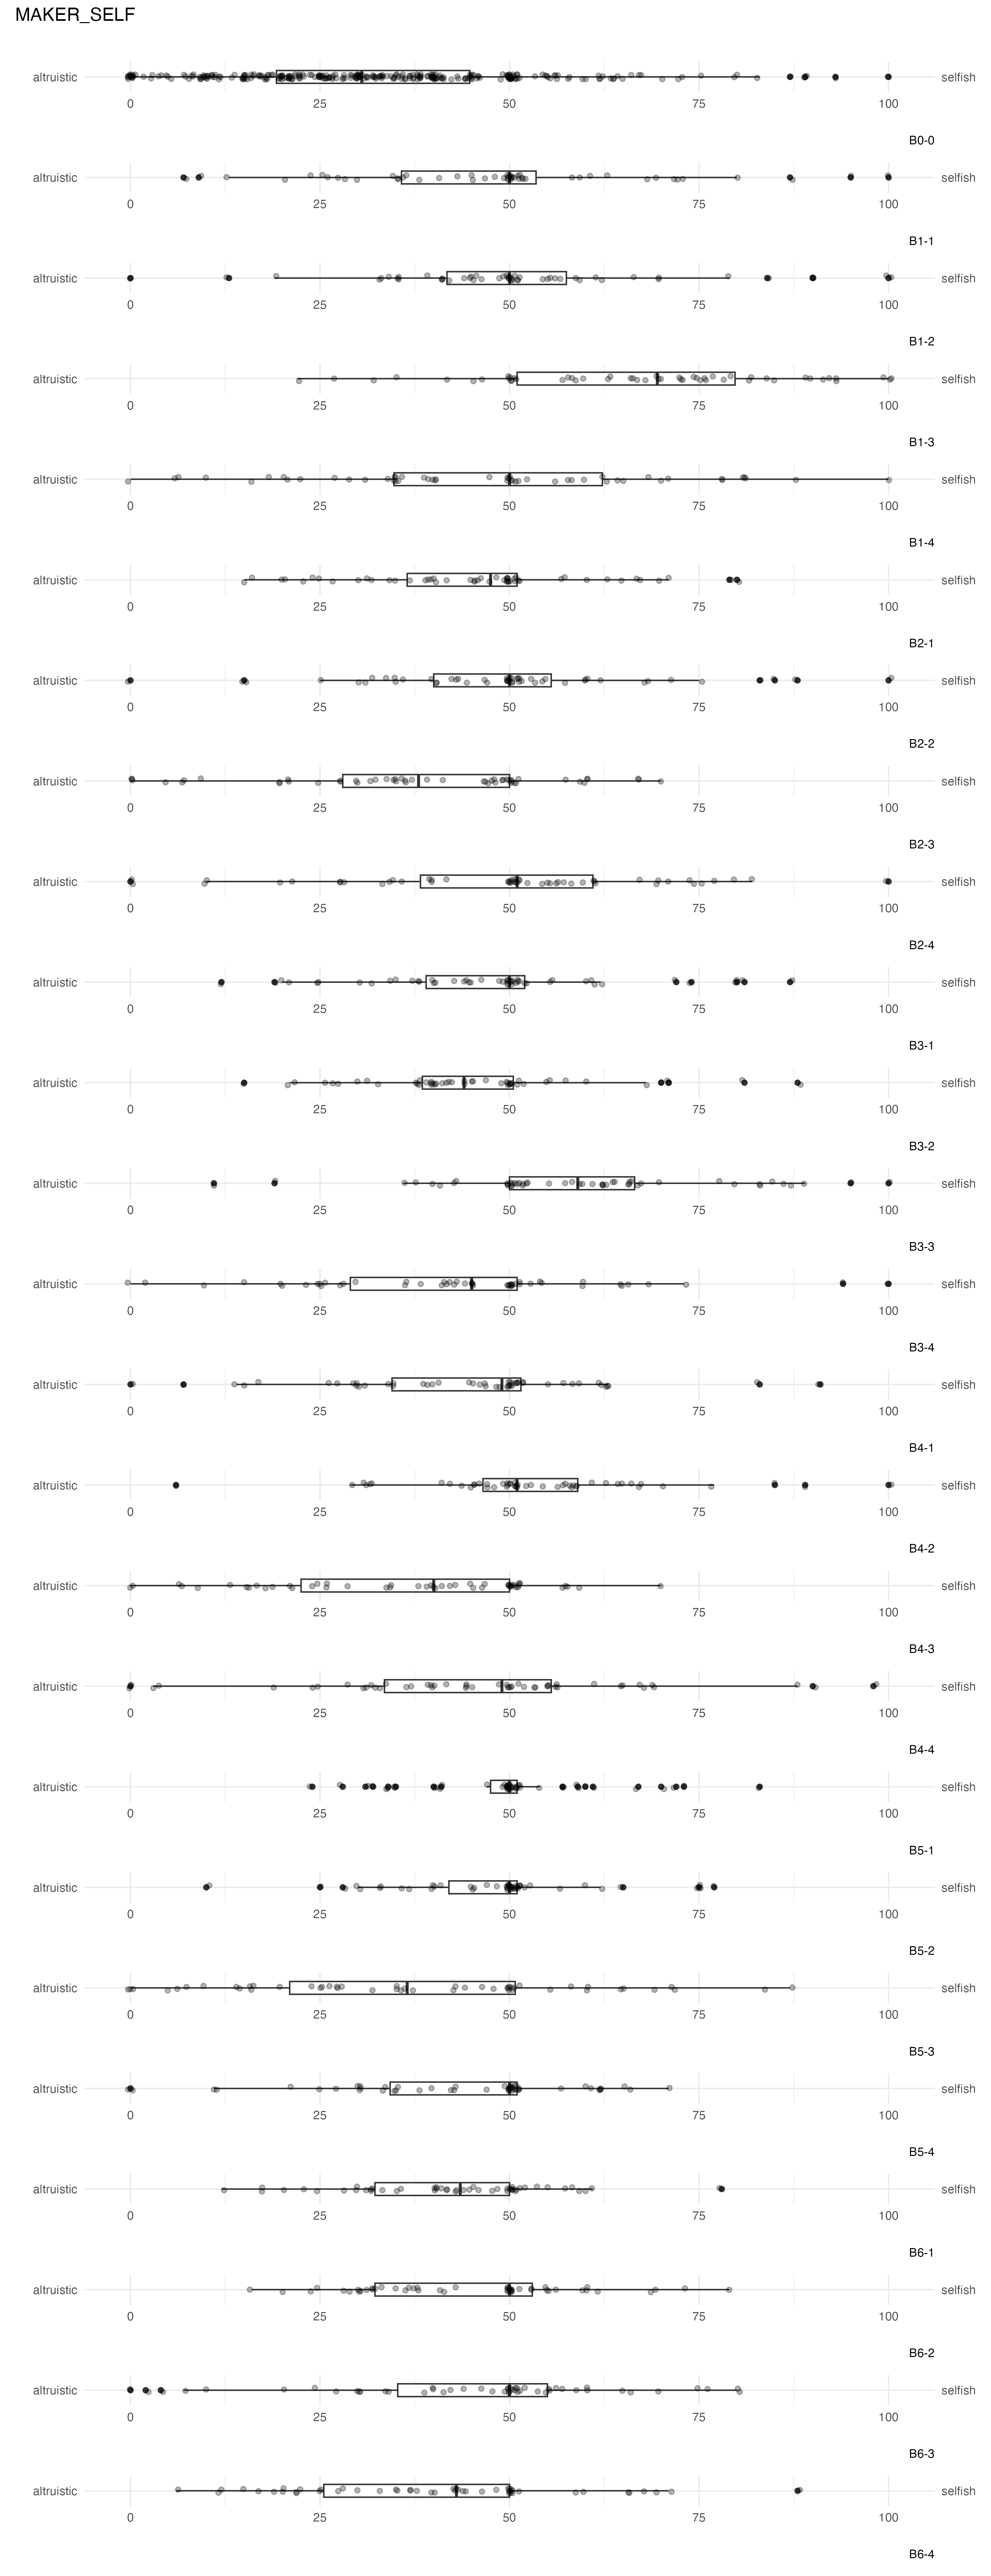 MAKER_SELF
altruistic selfish
0 25 50 75 100
B0-0
altruistic selfish
0 25 50 75 100
B1-1
altruistic selfish
0 25 50 75 100
B1-2
altruistic selfish
0 25 50 75 100
B1-3
altruistic selfish
0 25 50 75 100
B1-4
altruistic selfish
0 25 50 75 100
B2-1
altruistic selfish
0 25 50 75 100
B2-2
altruistic selfish
0 25 50 75 100
B2-3
altruistic selfish
0 25 50 75 100
B2-4
altruistic selfish
0 25 50 75 100
B3-1
altruistic selfish
0 25 50 75 100
B3-2
altruistic selfish
0 25 50 75 100
B3-3
altruistic selfish
0 25 50 75 100
B3-4
altruistic selfish
0 25 50 75 100
B4-1
altruistic selfish
0 25 50 75 100
B4-2
altruistic selfish
0 25 50 75 100
B4-3
altruistic selfish
0 25 50 75 100
B4-4
altruistic selfish
0 25 50 75 100
B5-1
altruistic selfish
0 25 50 75 100
B5-2
altruistic selfish
0 25 50 75 100
B5-3
altruistic selfish
0 25 50 75 100
B5-4
altruistic selfish
0 25 50 75 100
B6-1
altruistic selfish
0 25 50 75 100
B6-2
altruistic selfish
0 25 50 75 100
B6-3
altruistic selfish
0 25 50 75 100
B6-4